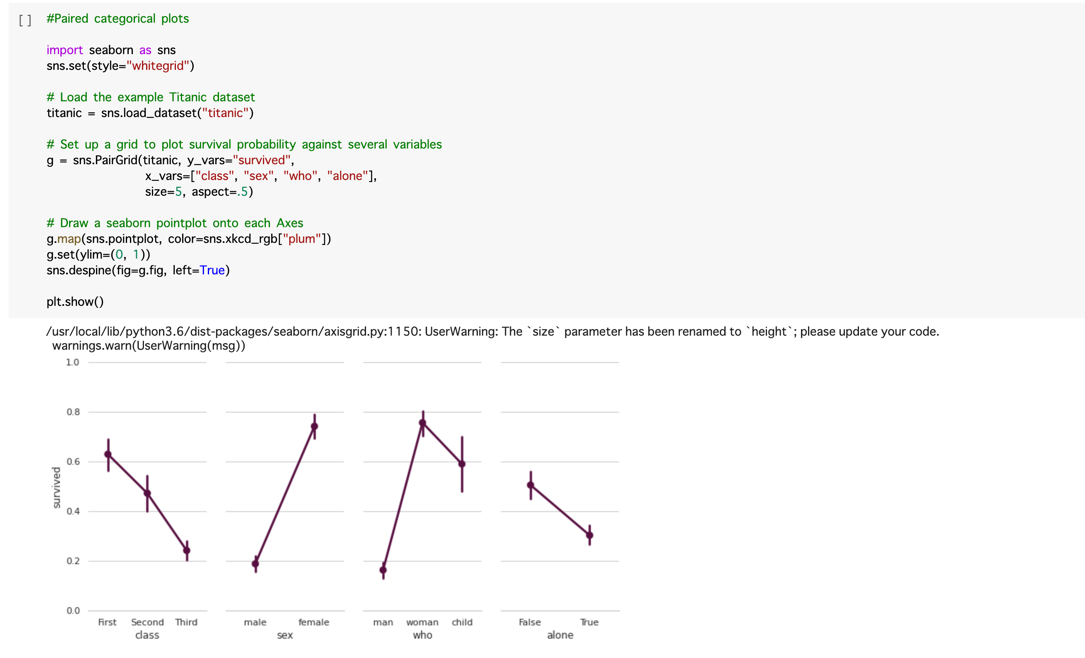 [ ]
#Paired categorical plots
import seaborn as sns
sns.set(style="whitegrid")
# Load the example Titanic dataset
titanic = sns.load_dataset("titanic")
# Set up a grid to plot survival probability against several variables
g = sns.PairGrid(titanic, y_vars="survived",
x_vars=["class", "sex", "who", "alone"],
size=5, aspect=.5)
# Draw a seaborn pointplot onto each Axes
g.map(sns.pointplot, color=sns.xkcd_rgb["plum"])
g.set(ylim=(0, 1))
sns.despine(fig=g.fig, left=True)
plt.show()
/usr/local/lib/python3.6/dist-packages/seaborn/axisgrid.py:1150: UserWarning: The `size` parameter has been renamed to `height`; please update your code.
warnings.warn(UserWarning(msg))
1.0
0.8
0.6
0.4
0.2
0.0
survived
First Second Third male female man woman child False True
class sex who alone